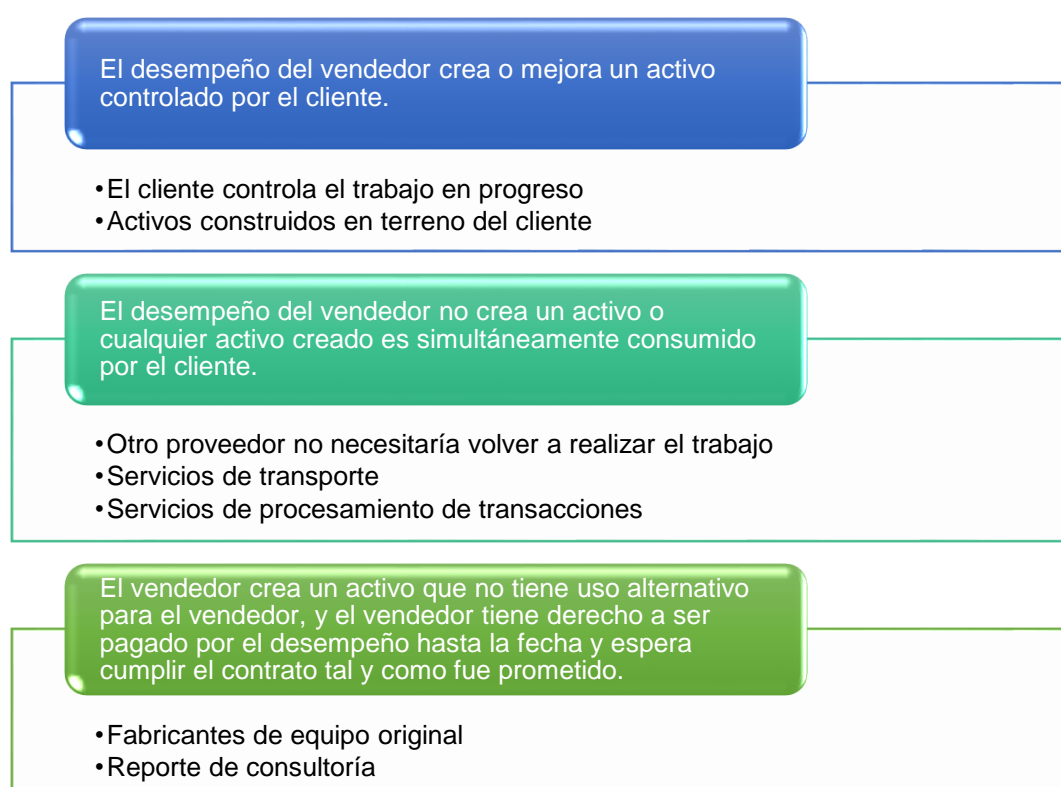 El desempeño del vendedor crea o mejora un activo
controlado por el cliente.
•El cliente controla el trabajo en progreso
•Activos construidos en terreno del cliente
El desempeño del vendedor no crea un activo o
cualquier activo creado es simultáneamente consumido
por el cliente.
•Otro proveedor no necesitaría volver a realizar el trabajo
•Servicios de transporte
•Servicios de procesamiento de transacciones
El vendedor crea un activo que no tiene uso alternativo
para el vendedor, y el vendedor tiene derecho a ser
pagado por el desempeño hasta la fecha y espera
cumplir el contrato tal y como fue prometido.
•Fabricantes de equipo original
•Reporte de consultoría